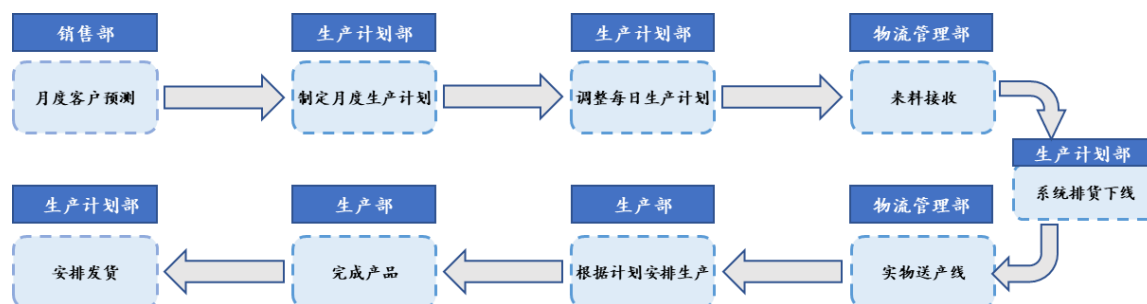 销售部
月度客户预测
生产计划部
制定月度生产计划
生产计划部
调整每日生产计划
物流管理部
来料接收
生产计划部
系统排货下线
物流管理部
实物送产线
生产部
根据计划安排生产
生产部
完成产品
生产计划部
安排发货